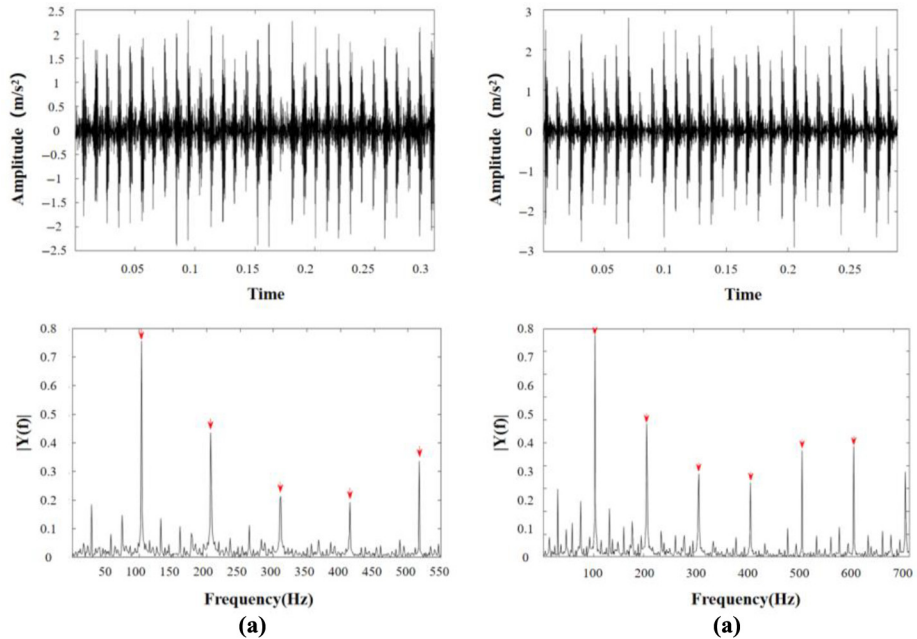 2.5
2
1.5
1
0.5
0
−0.5
−1
−1.5
−2
−2.5
Amplitude (m/s²)
0.05 0.1 0.15 0.2 0.25 0.3
Time
3
2
1
0
−1
−2
−3
Amplitude (m/s²)
0.05 0.1 0.15 0.2 0.25
Time
0.8
0.7
0.6
0.5
0.4
0.3
0.2
0.1
0
|Y(f)|
50 100 150 200 250 300 350 400 450 500 550
Frequency(Hz)
(a)
0.8
0.7
0.6
0.5
0.4
0.3
0.2
0.1
0
|Y(f)|
100 200 300 400 500 600 700
Frequency(Hz)
(a)